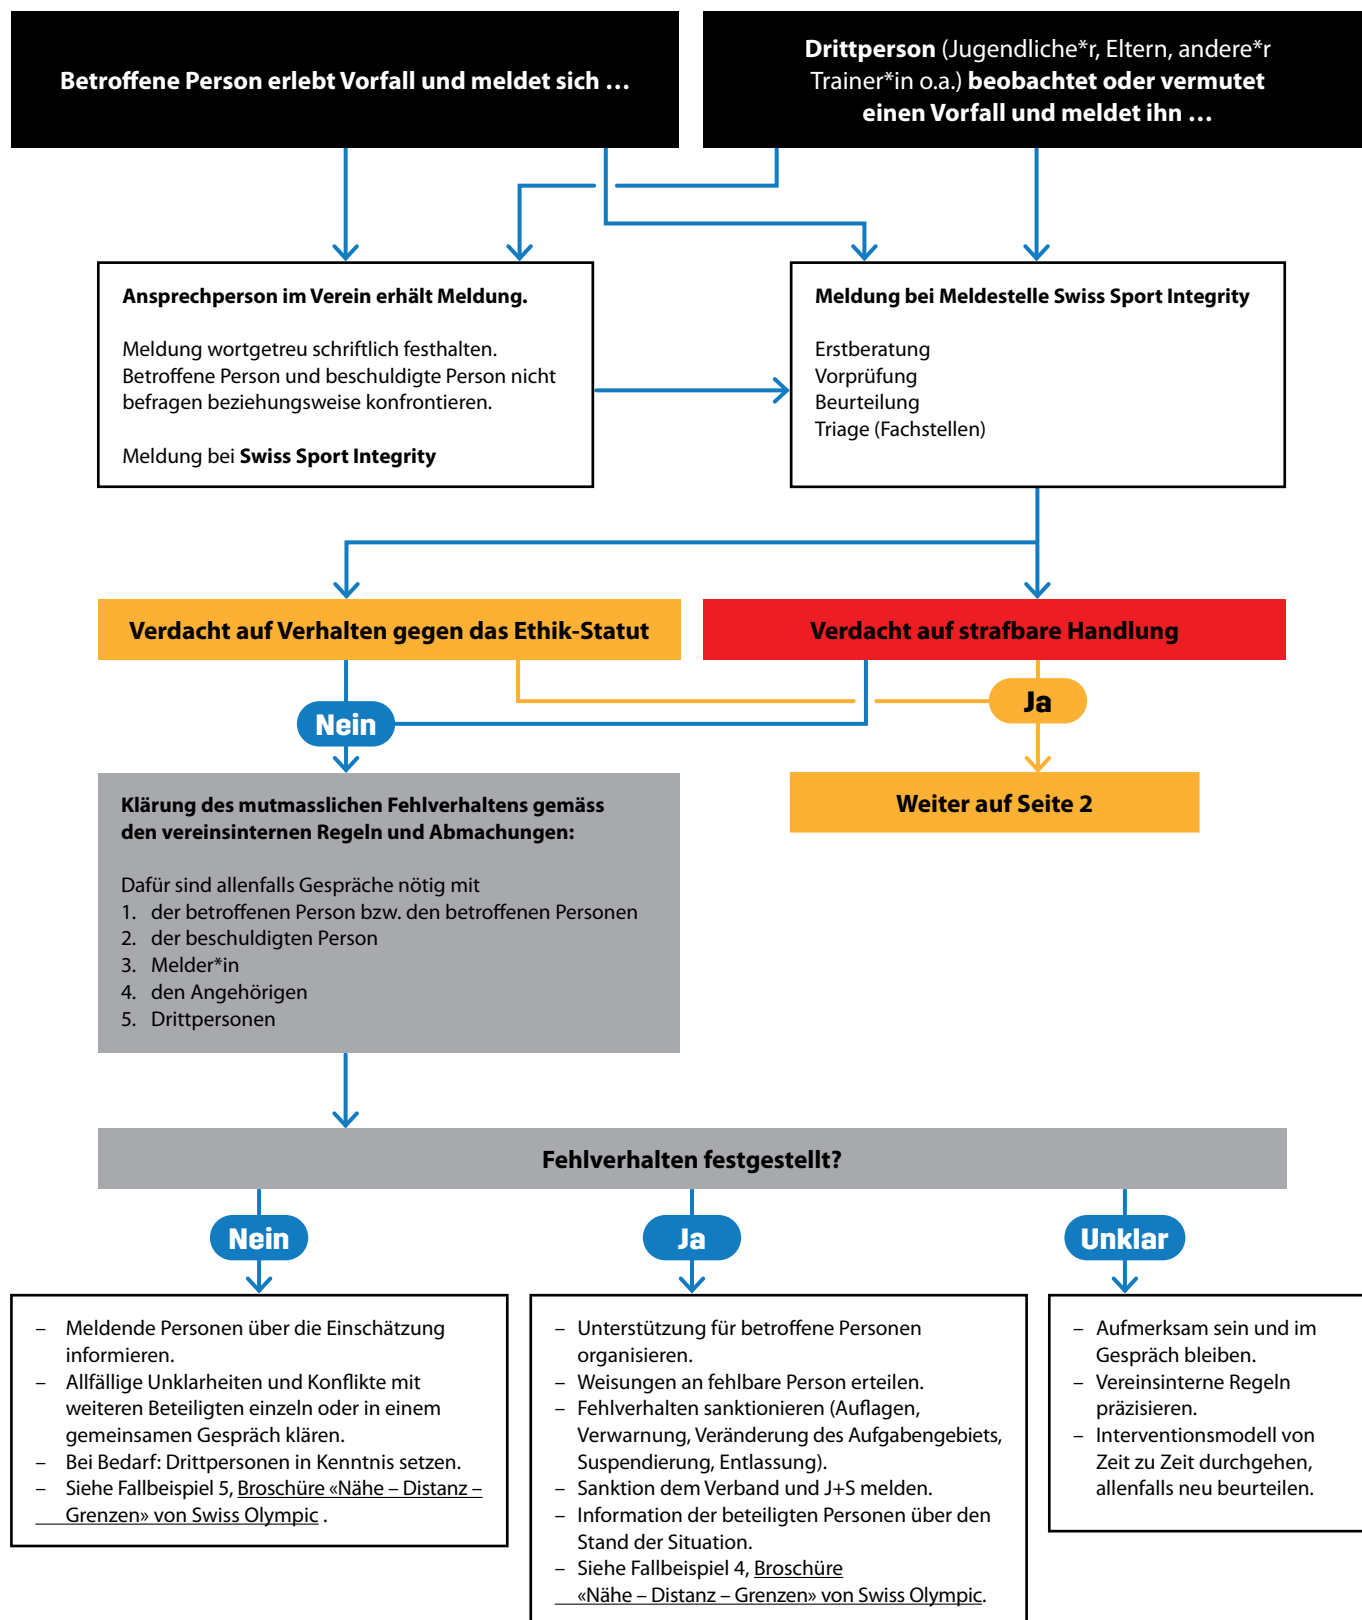 Betroffene Person erlebt Vorfall und meldet sich …
Drittperson (Jugendliche*r, Eltern, andere*r
Trainer*in o.a.) beobachtet oder vermutet
einen Vorfall und meldet ihn …
Ansprechperson im Verein erhält Meldung.
Meldung wortgetreu schriftlich festhalten.
Betroffene Person und beschuldigte Person nicht
befragen beziehungsweise konfrontieren.
Meldung bei Swiss Sport Integrity
Meldung bei Meldestelle Swiss Sport Integrity
Erstberatung
Vorprüfung
Beurteilung
Triage (Fachstellen)
Verdacht auf Verhalten gegen das Ethik-Statut
Verdacht auf strafbare Handlung
Nein
Ja
Klärung des mutmasslichen Fehlverhaltens gemäss
den vereinsinternen Regeln und Abmachungen:
Dafür sind allenfalls Gespräche nötig mit
1. der betroffenen Person bzw. den betroffenen Personen
2. der beschuldigten Person
3. Melder*in
4. den Angehörigen
5. Drittpersonen
Weiter auf Seite 2
Fehlverhalten festgestellt?
Nein
Ja
Unklar
– Meldende Personen über die Einschätzung
informieren.
– Allfällige Unklarheiten und Konflikte mit
weiteren Beteiligten einzeln oder in einem
gemeinsamen Gespräch klären.
– Bei Bedarf: Drittpersonen in Kenntnis setzen.
– Siehe Fallbeispiel 5, Broschüre «Nähe – Distanz –
Grenzen» von Swiss Olympic .
– Unterstützung für betroffene Personen
organisieren.
– Weisungen an fehlbare Person erteilen.
– Fehlverhalten sanktionieren (Auflagen,
Verwarnung, Veränderung des Aufgabengebiets,
Suspendierung, Entlassung).
– Sanktion dem Verband und J+S melden.
– Information der beteiligten Personen über den
Stand der Situation.
– Siehe Fallbeispiel 4, Broschüre
«Nähe – Distanz – Grenzen» von Swiss Olympic.
– Aufmerksam sein und im
Gespräch bleiben.
– Vereinsinterne Regeln
präzisieren.
– Interventionsmodell von
Zeit zu Zeit durchgehen,
allenfalls neu beurteilen.